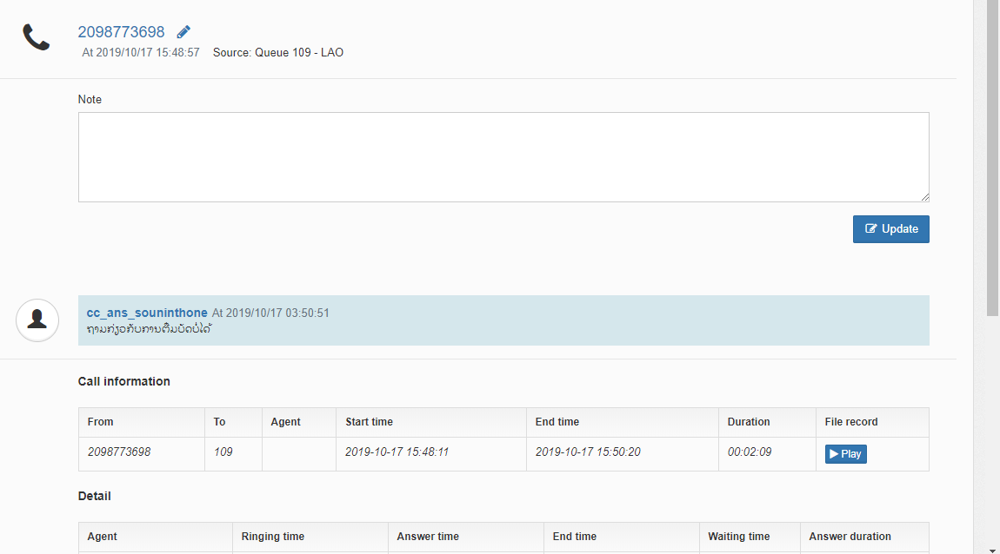 2098773698
At 2019/10/17 15:48:57 Source: Queue 109 - LAO
Note
Update
cc_ans_souninthone At 2019/10/17 03:50:51
ຖາມກ່ຽວກັບການຕື່ມບັດບໍ່ໄດ້
Call information
From To Agent Start time End time Duration File record
2098773698 109 2019-10-17 15:48:11 2019-10-17 15:50:20 00:02:09 Play
Detail
Agent Ringing time Answer time End time Waiting time Answer duration